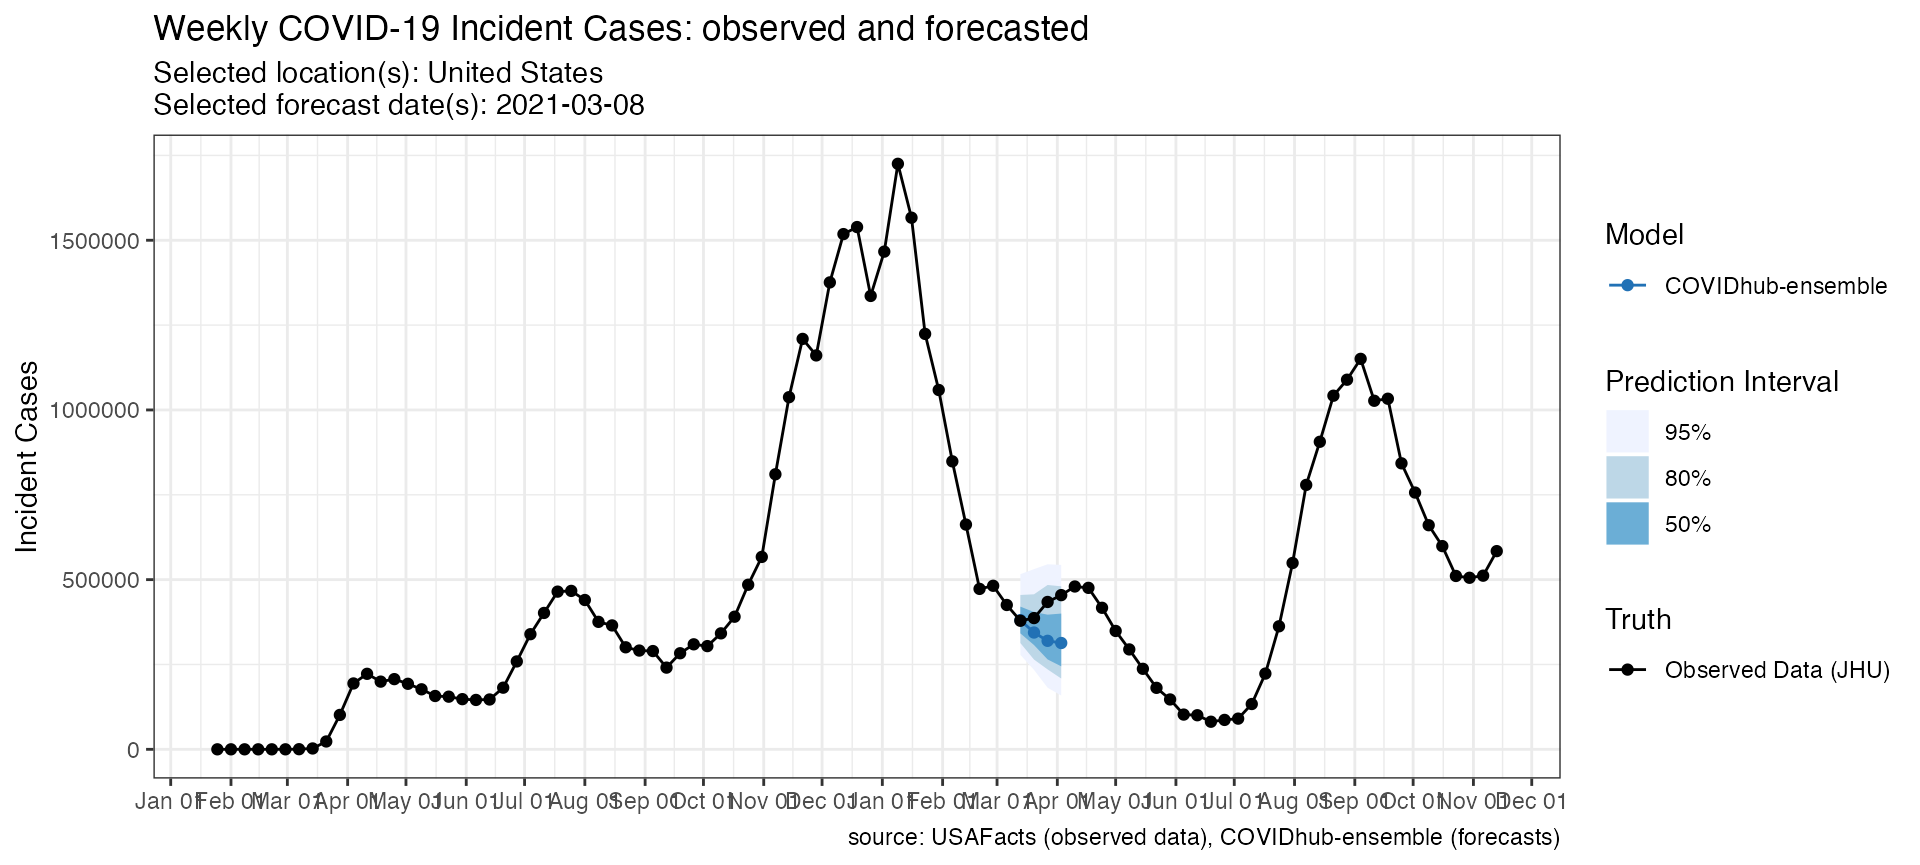 Weekly COVID-19 Incident Cases: observed and forecasted
Selected location(s): United States
Selected forecast date(s): 2021-03-08
Incident Cases
1500000
1000000
500000
0
Jan 01 Feb 01 Mar 01 Apr 01 May 01 Jun 01 Jul 01 Aug 01 Sep 01 Oct 01 Nov 01 Dec 01 Jan 01 Feb 01 Mar 01 Apr 01 May 01 Jun 01 Jul 01 Aug 01 Sep 01 Oct 01 Nov 01 Dec 01
source: USAFacts (observed data), COVIDhub-ensemble (forecasts)
Model
COVIDhub-ensemble
Prediction Interval
95%
80%
50%
Truth
Observed Data (JHU)